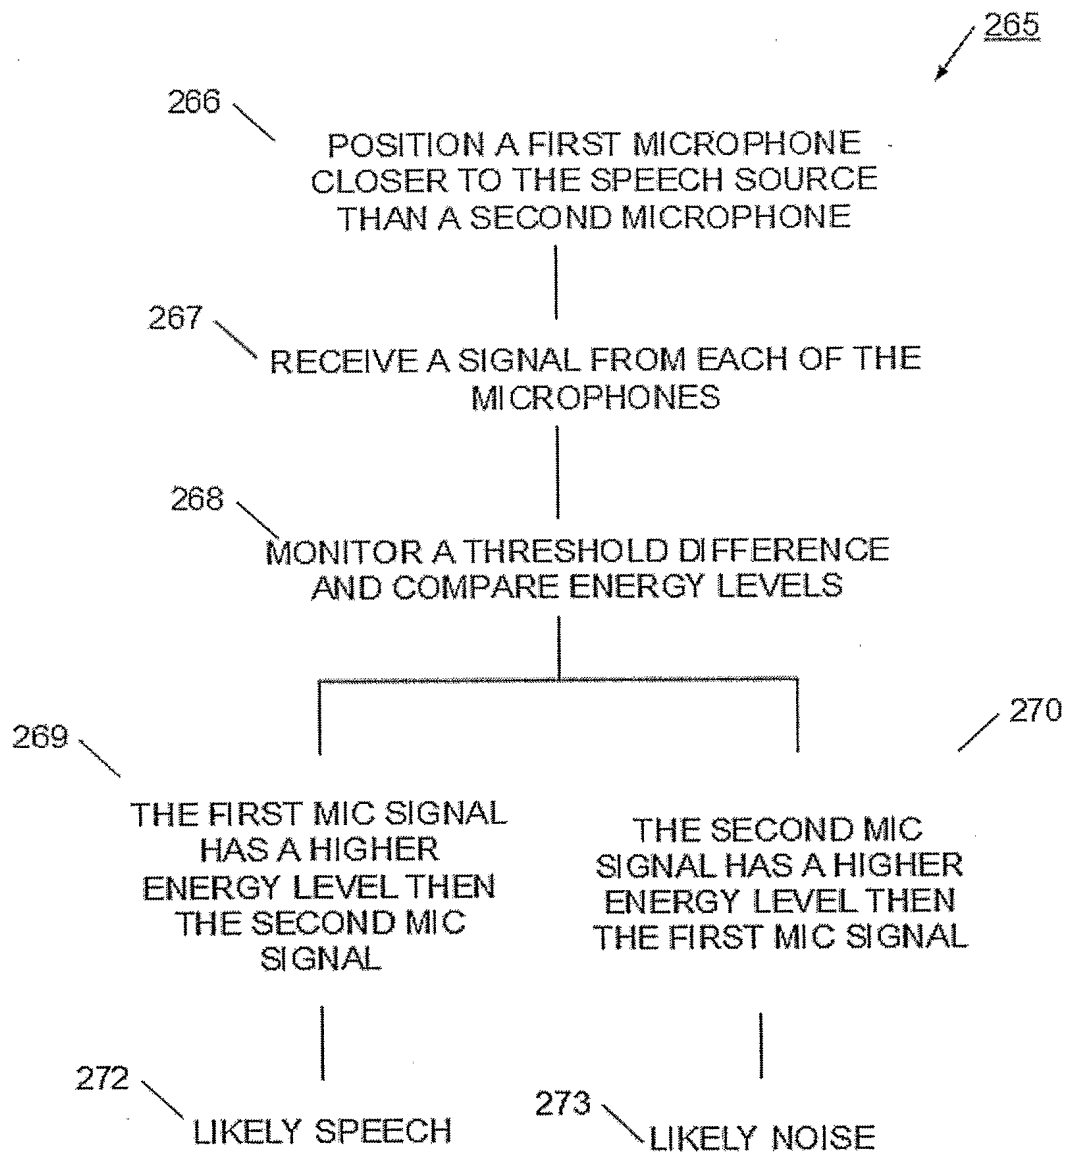 265
266
POSITION A FIRST MICROPHONE
CLOSER TO THE SPEECH SOURCE
THAN A SECOND MICROPHONE
267
RECEIVE A SIGNAL FROM EACH OF THE
MICROPHONES
268
MONITOR A THRESHOLD DIFFERENCE
AND COMPARE ENERGY LEVELS
269
THE FIRST MIC SIGNAL
HAS A HIGHER
ENERGY LEVEL THEN
THE SECOND MIC
SIGNAL
270
THE SECOND MIC
SIGNAL HAS A HIGHER
ENERGY LEVEL THEN
THE FIRST MIC SIGNAL
272
LIKELY SPEECH
273
LIKELY NOISE